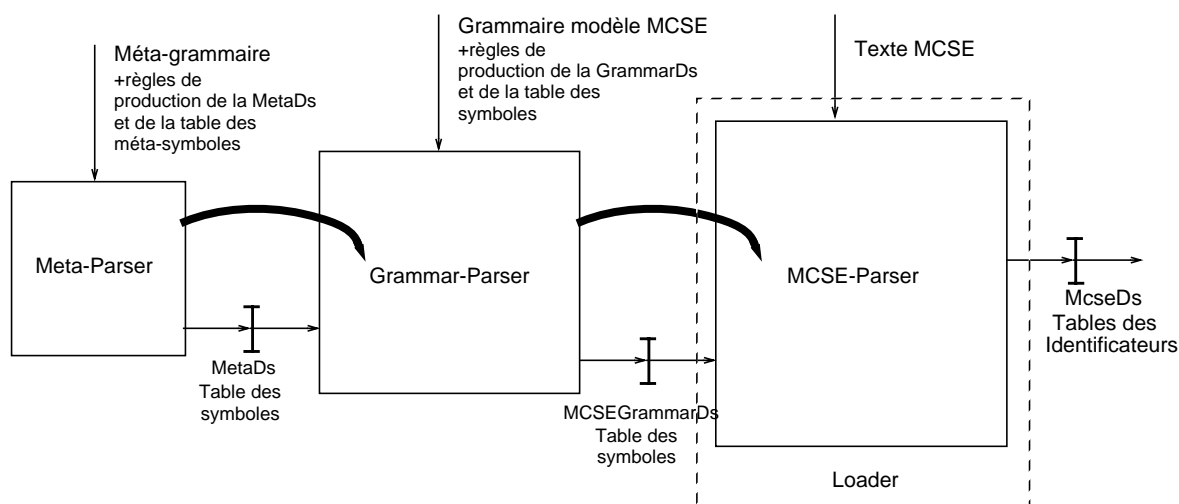 Méta-grammaire
+règles de
production de la MetaDs
et de la table des
méta-symboles
Grammaire modèle MCSE
+règles de
production de la GrammarDs
et de la table des
symboles
Texte MCSE
Meta-Parser
Grammar-Parser
MCSE-Parser
MetaDs
Table des
symboles
MCSEGrammarDs
Table des
symboles
McseDs
Tables des
Identificateurs
Loader